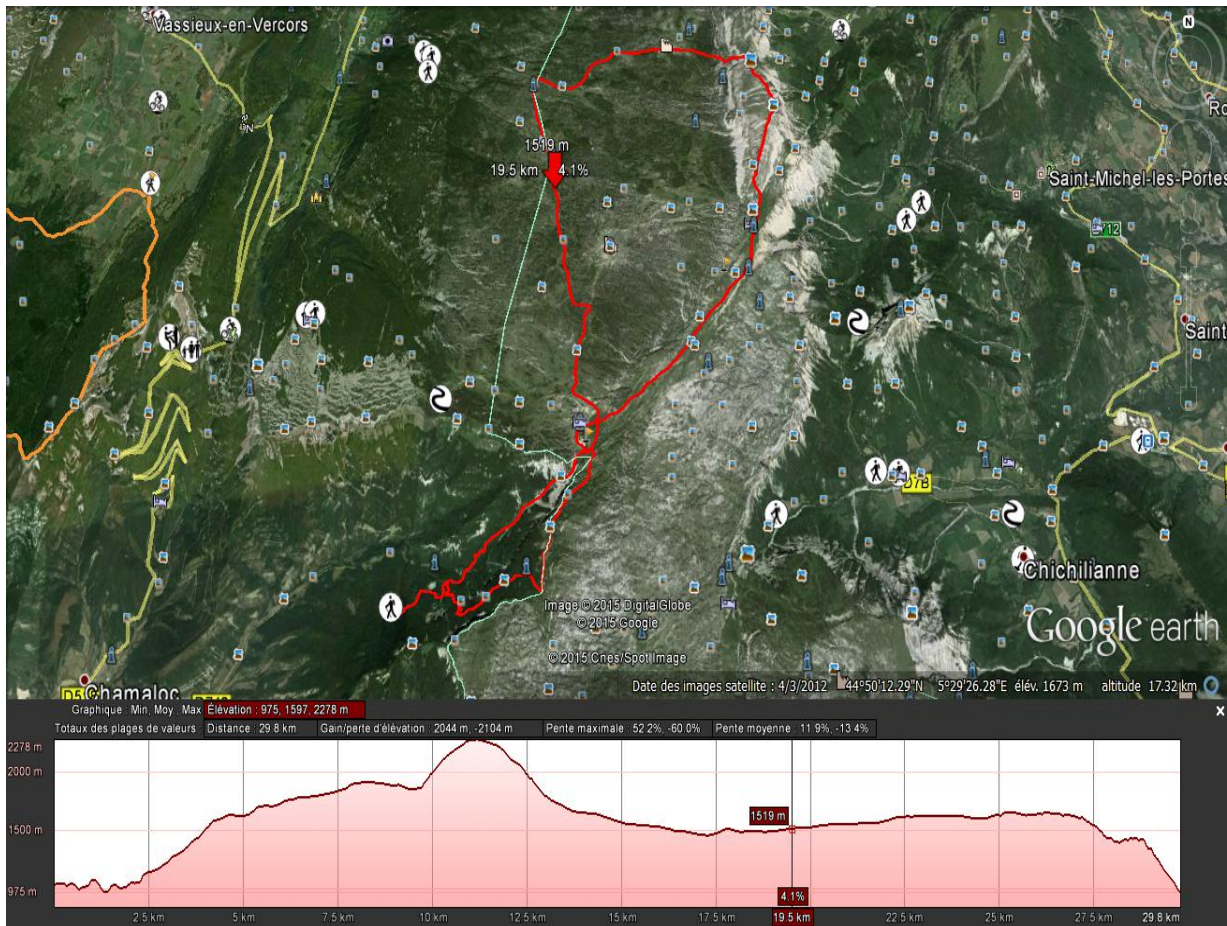 Vassieux-en-Vercors
N
1519 m
19.5 km 4.1%
Saint-Michel-les-Portes
Saint
D7B
Chichilianne
Image © 2015 DigitalGlobe
© 2015 Google
© 2015 Cnes/Spot Image
Google earth
Chamaloc
Date des images satellite : 4/3/2012 44°50'12.29"N 5°29'26.28"E élév. 1673 m altitude 17.32 km
Graphique : Min, Moy., Max Élévation : 975, 1597, 2278 m
Totaux des plages de valeurs : Distance : 29.8 km Gain/perte d'élévation : 2044 m, -2104 m Pente maximale : 52.2%, -60.0% Pente moyenne : 11.9%, -13.4%
2278 m
2000 m
1500 m
975 m
1519 m
4.1%
2.5 km 5 km 7.5 km 10 km 12.5 km 15 km 17.5 km 19.5 km 22.5 km 25 km 27.5 km 29.8 km